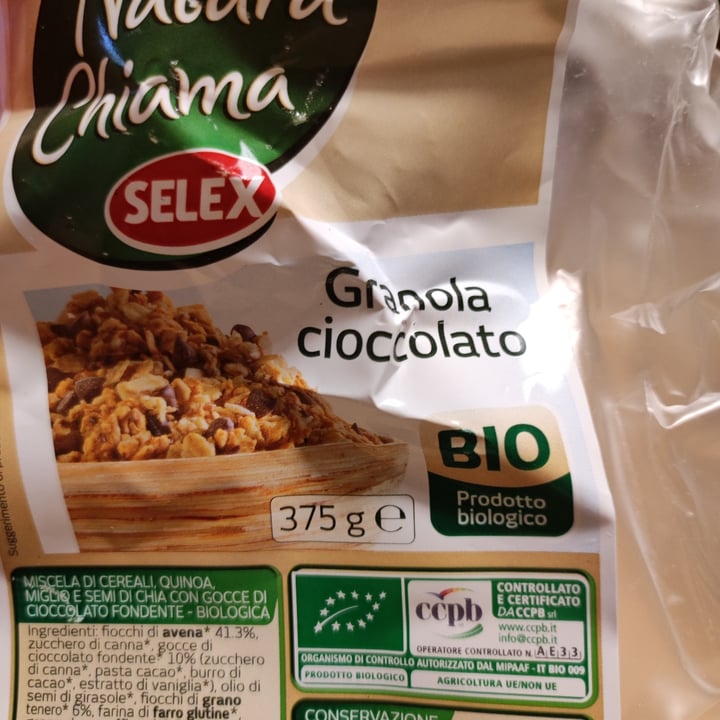 Natura
Chiama
SELEX
Granola
cioccolato
BIO
Prodotto
biologico
375 g e
MISCELA DI CEREALI, QUINOA,
MIGLIO E SEMI DI CHIA CON GOCCE DI
CIOCCOLATO FONDENTE - BIOLOGICA
Ingredienti: fiocchi di avena* 41.3%,
zucchero di canna*, gocce di
cioccolato fondente* 10% (zucchero
di canna*, pasta cacao*, burro di
cacao*, estratto di vaniglia*), olio di
semi di girasole*, fiocchi di grano
tenero* 6%, farina di farro glutine*
ccpb
CONTROLLATO
E CERTIFICATO
DA CCPB srl
www.ccpb.it
info@ccpb.it
OPERATORE CONTROLLATO N. AE33
ORGANISMO DI CONTROLLO AUTORIZZATO DAL MIPAAF - IT BIO 009
PRODOTTO BIOLOGICO
AGRICOLTURA UE/NON UE
CONSERVAZIONE